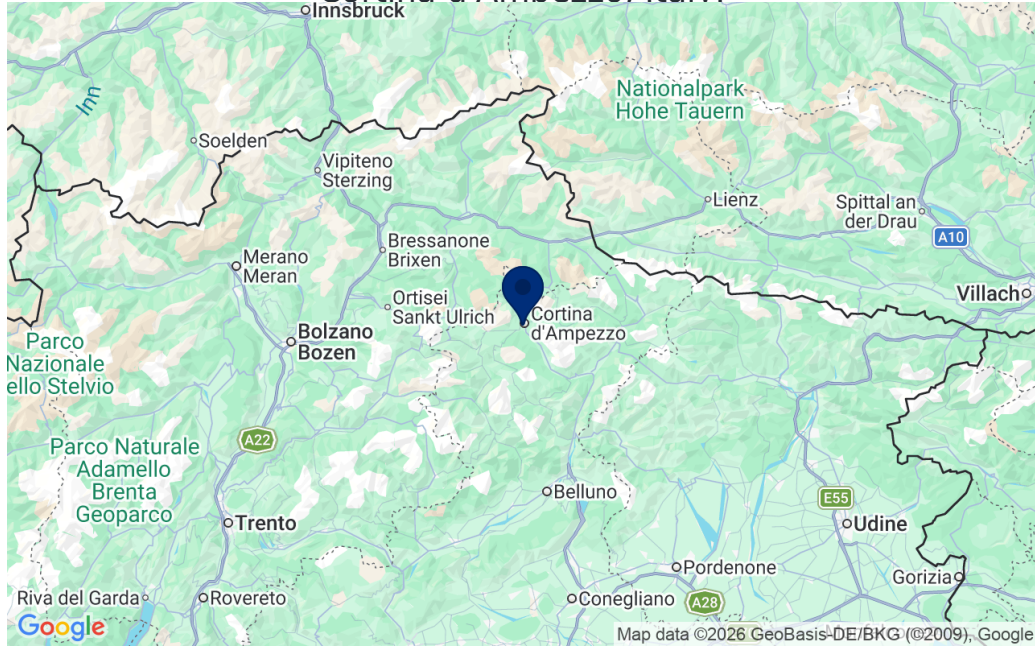 Innsbruck
Inn
Nationalpark
Hohe Tauern
Soelden
Vipiteno
Sterzing
Lienz
Spittal an
der Drau
A10
Bressanone
Brixen
Merano
Meran
Villach
Ortisei
Sankt Ulrich
Cortina
d'Ampezzo
Bolzano
Bozen
Parco
Nazionale
ello Stelvio
A22
Parco Naturale
Adamello
Brenta
Geoparco
Belluno
E55
Trento
Udine
Pordenone
Gorizia
Riva del Garda
Rovereto
Conegliano
A28
Google
Map data ©2026 GeoBasis-DE/BKG (©2009), Google